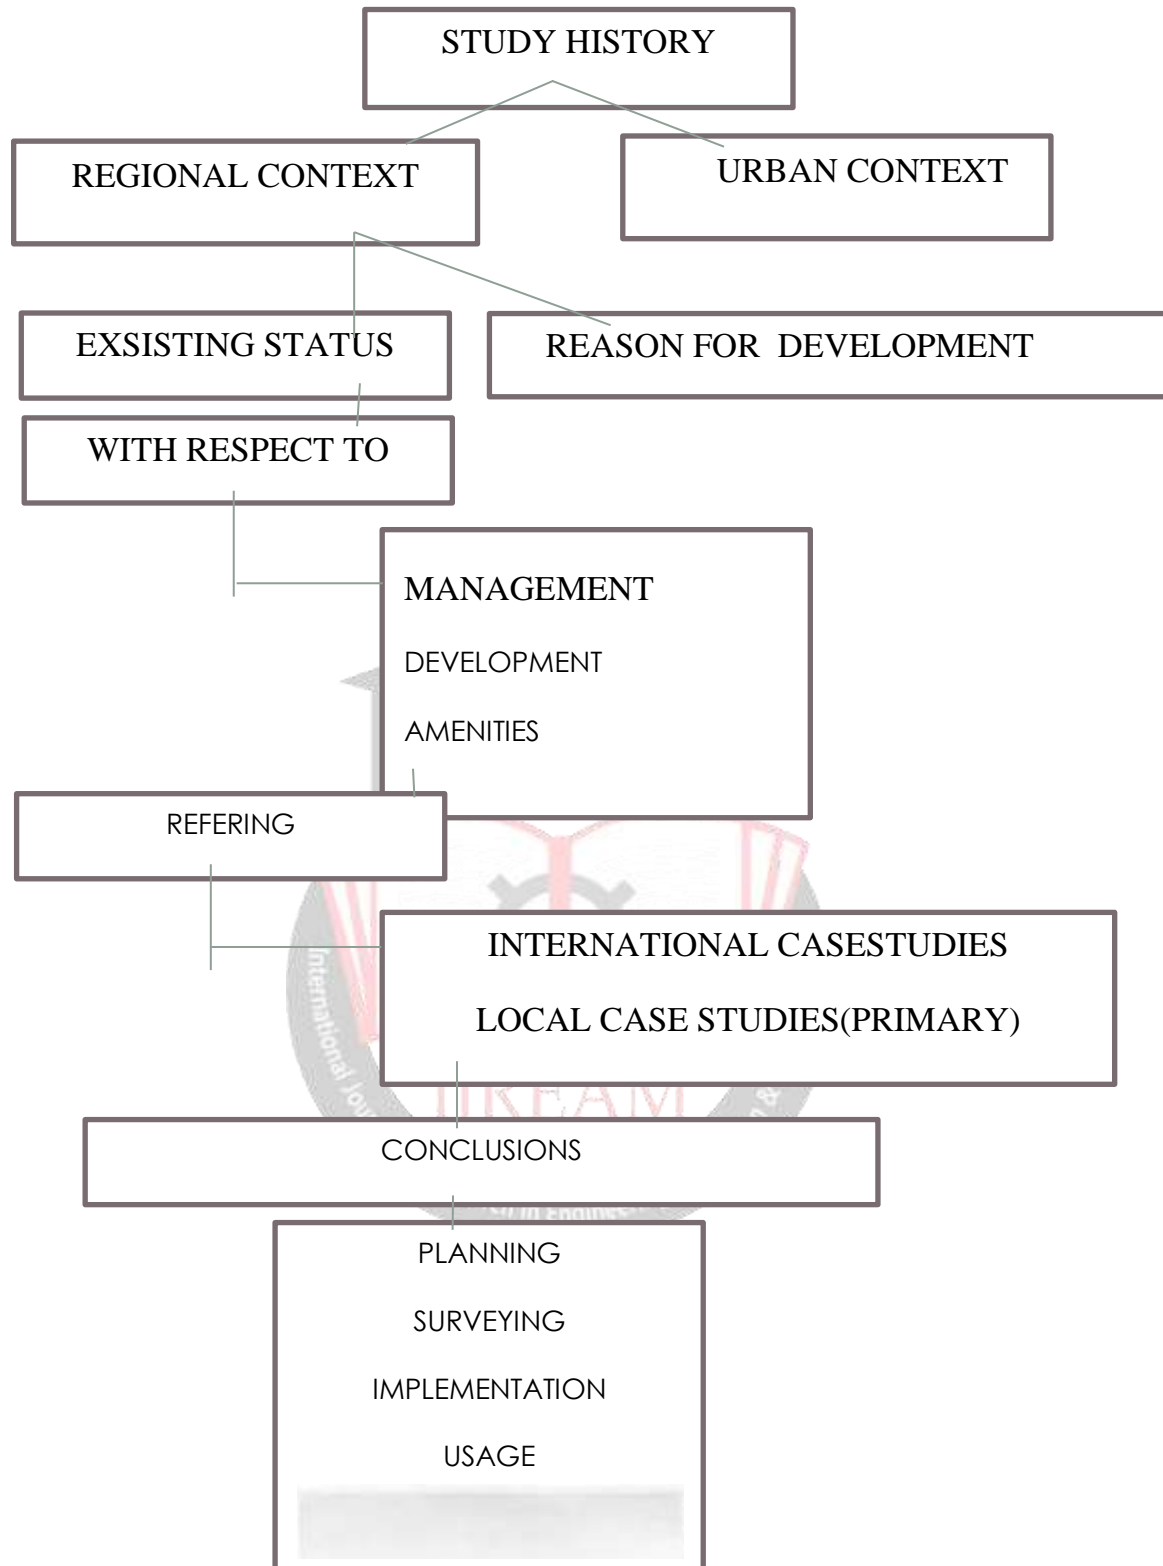 STUDY HISTORY
REGIONAL CONTEXT
URBAN CONTEXT
EXSISTING STATUS
REASON FOR DEVELOPMENT
WITH RESPECT TO
MANAGEMENT
DEVELOPMENT
AMENITIES
REFERING
INTERNATIONAL CASESTUDIES
LOCAL CASE STUDIES(PRIMARY)
CONCLUSIONS
PLANNING
SURVEYING
IMPLEMENTATION
USAGE
International